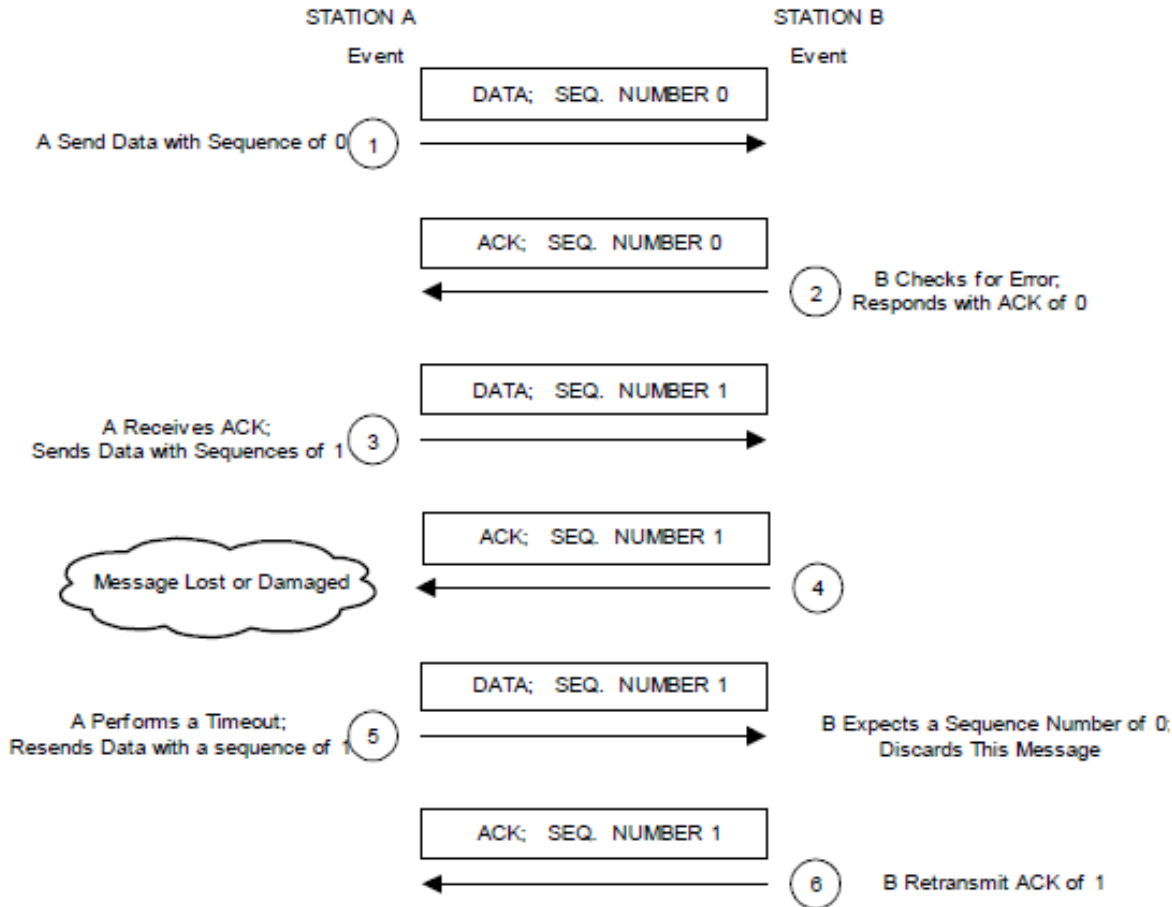 STATION A
STATION B
Event
Event
DATA; SEQ. NUMBER 0
A Send Data with Sequence of 0
1
ACK; SEQ. NUMBER 0
2
B Checks for Error;
Responds with ACK of 0
DATA; SEQ. NUMBER 1
A Receives ACK;
Sends Data with Sequences of 1
3
ACK; SEQ. NUMBER 1
Message Lost or Damaged
4
DATA; SEQ. NUMBER 1
A Performs a Timeout;
Resends Data with a sequence of 1
5
B Expects a Sequence Number of 0;
Discards This Message
ACK; SEQ. NUMBER 1
6
B Retransmit ACK of 1